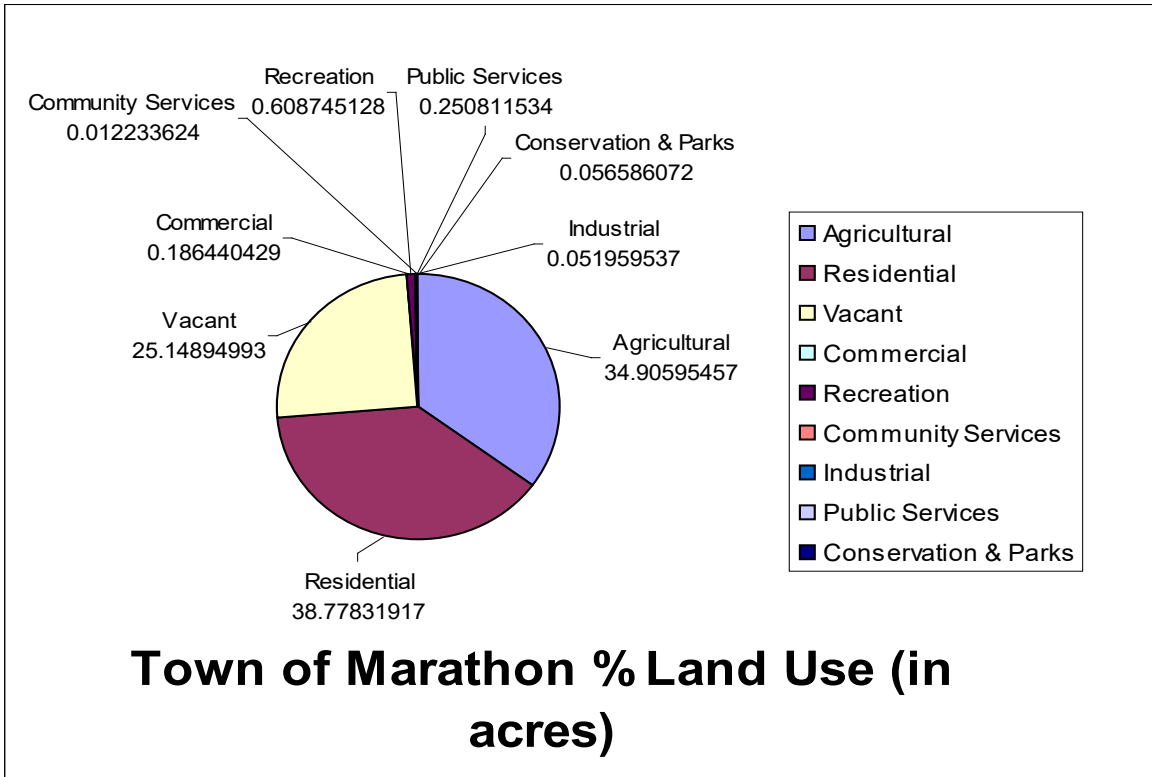 Recreation
0.608745128
Public Services
0.250811534
Community Services
0.012233624
Conservation & Parks
0.056586072
Commercial
0.186440429
Industrial
0.051959537
Vacant
25.14894993
Agricultural
34.90595457
Residential
38.77831917
Agricultural
Residential
Vacant
Commercial
Recreation
Community Services
Industrial
Public Services
Conservation & Parks
Town of Marathon % Land Use (in
acres)